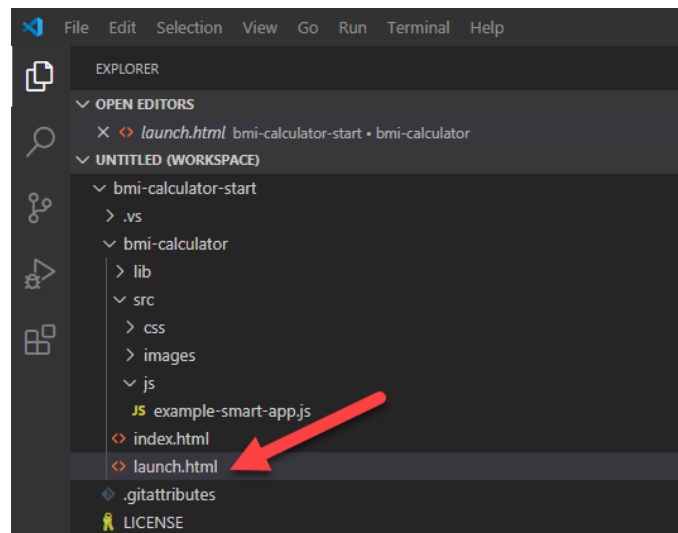 File Edit Selection View Go Run Terminal Help
EXPLORER
OPEN EDITORS
launch.html bmi-calculator-start • bmi-calculator
UNTITLED (WORKSPACE)
bmi-calculator-start
.vs
bmi-calculator
lib
src
css
images
js
JS example-smart-app.js
index.html
launch.html
.gitattributes
LICENSE